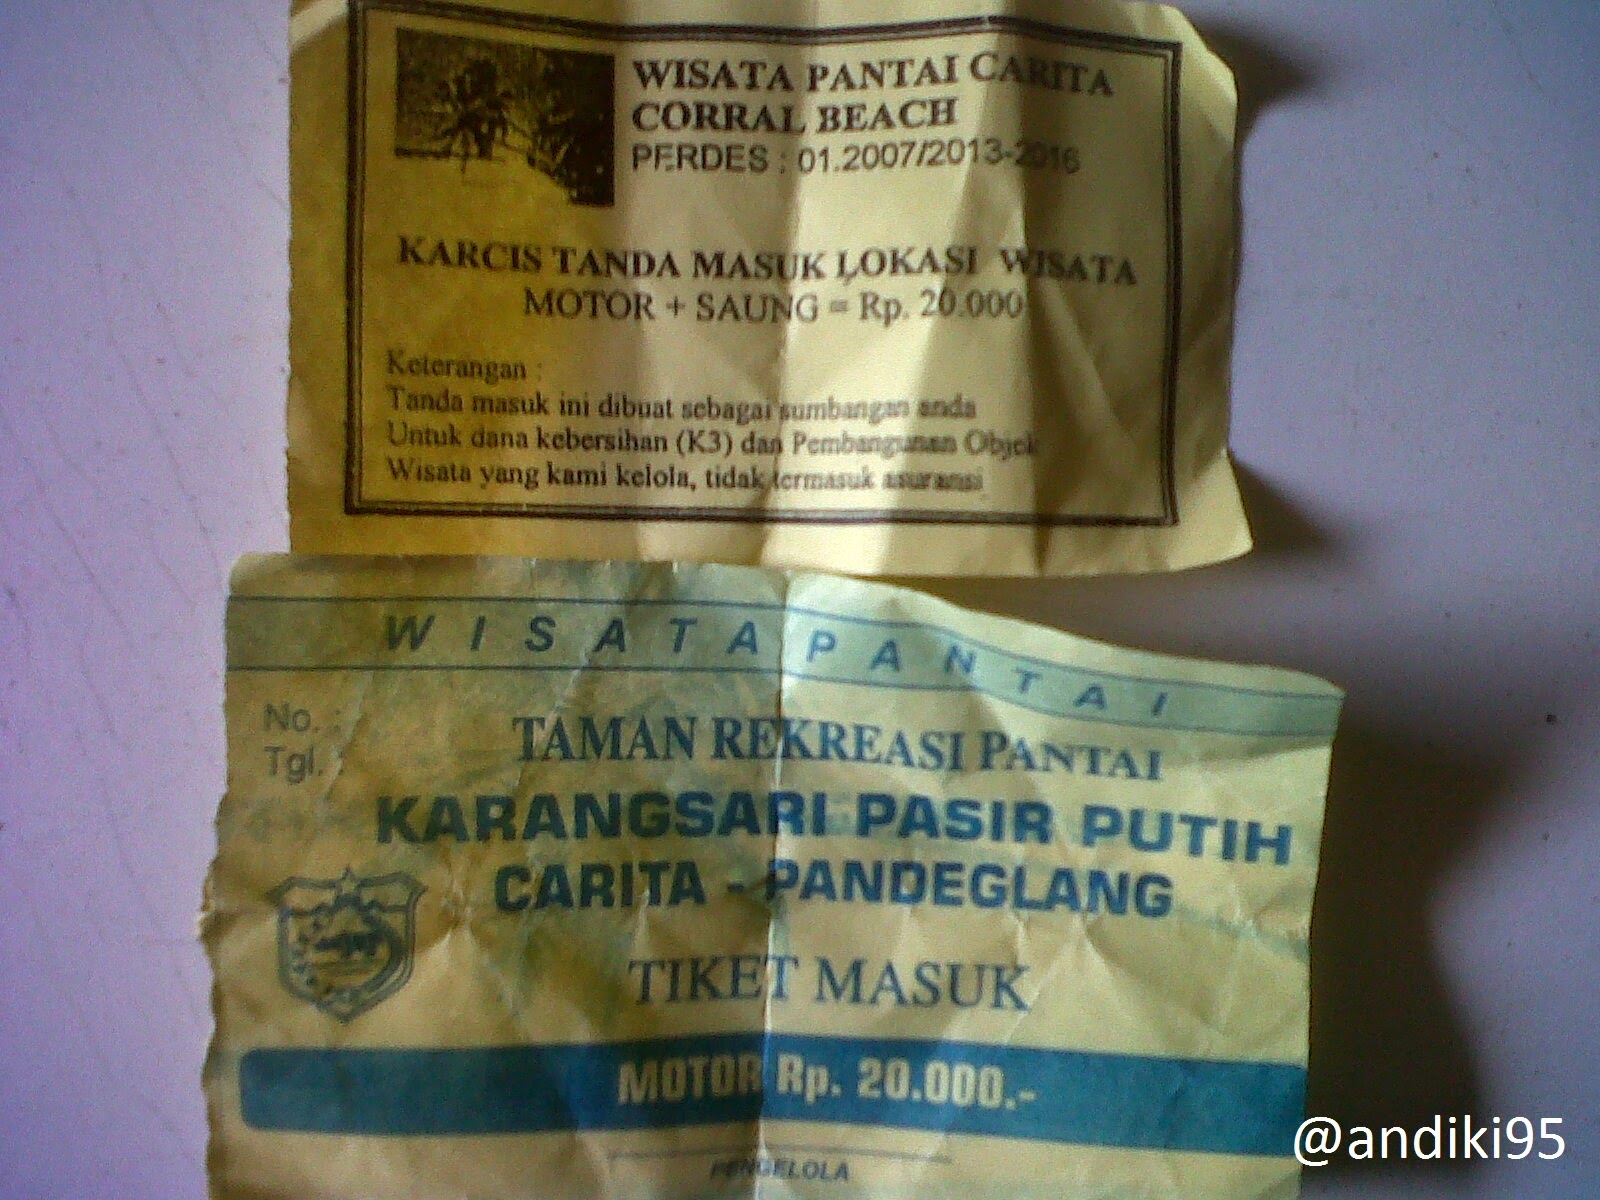 WISATA PANTAI CARITA
CORRAL BEACH
PERDES : 01.2007/2013-2016
KARCIS TANDA MASUK LOKASI WISATA
MOTOR + SAUNG = Rp. 20.000
Keterangan :
Tanda masuk ini dibuat sebagai sumbangan anda
Untuk dana kebersihan (K3) dan Pembangunan Objek
Wisata yang kami kelola, tidak termasuk asuransi
WISATA PANTAI
No. :
Tgl. :
TAMAN REKREASI PANTAI
KARANGSARI PASIR PUTIH
CARITA - PANDEGLANG
TIKET MASUK
MOTOR Rp. 20.000.-
PENGELOLA
@andiki95